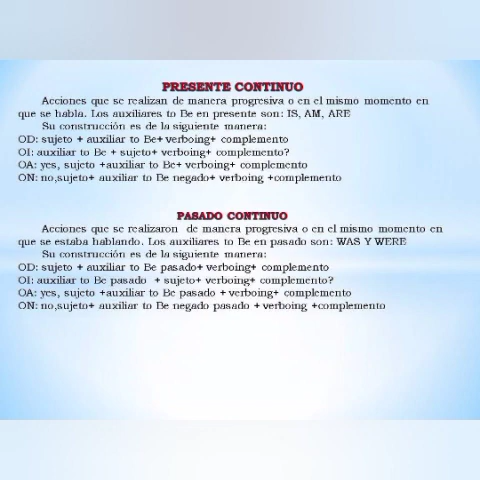 PRESENTE CONTINUO
Acciones que se realizan de manera progresiva o en el mismo momento en
que se habla. Los auxiliares to Be en presente son: IS, AM, ARE
Su construcción es de la siguiente manera:
OD: sujeto + auxiliar to Be+ verboing+ complemento
OI: auxiliar to Be + sujeto+ verboing+ complemento?
OA: yes, sujeto +auxiliar to Be+ verboing+ complemento
ON: no,sujeto+ auxiliar to Be negado+ verboing +complemento
PASADO CONTINUO
Acciones que se realizaron de manera progresiva o en el mismo momento en
que se estaba hablando. Los auxiliares to Be en pasado son: WAS Y WERE
Su construcción es de la siguiente manera:
OD: sujeto + auxiliar to Be pasado+ verboing+ complemento
OI: auxiliar to Be pasado + sujeto+ verboing+ complemento?
OA: yes, sujeto +auxiliar to Be pasado + verboing+ complemento
ON: no,sujeto+ auxiliar to Be negado pasado + verboing +complemento